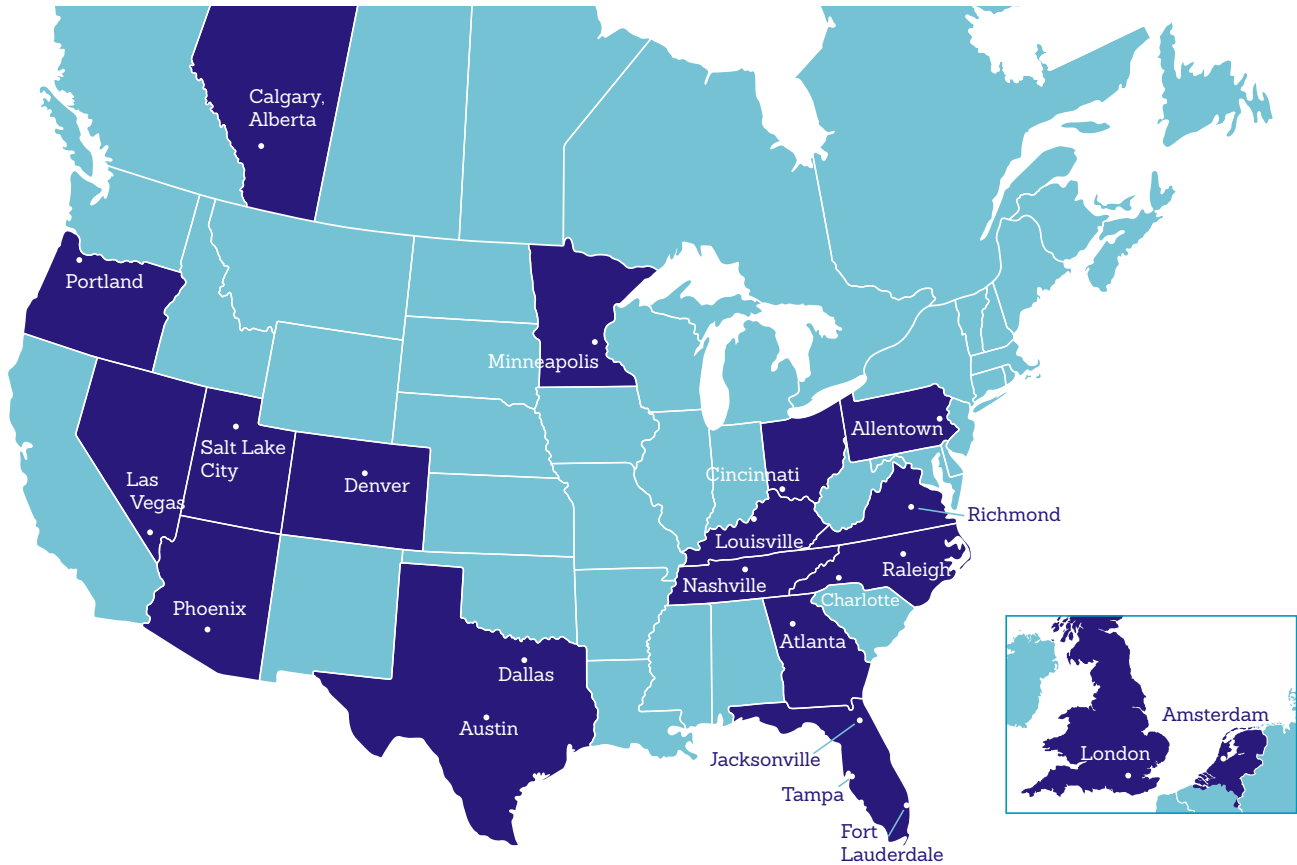 Calgary,
Alberta
Portland
Minneapolis
Salt Lake
City
Las
Vegas
Denver
Allentown
Cincinnati
Richmond
Louisville
Raleigh
Nashville
Charlotte
Phoenix
Atlanta
Dallas
Austin
Jacksonville
Tampa
Fort
Lauderdale
Amsterdam
London